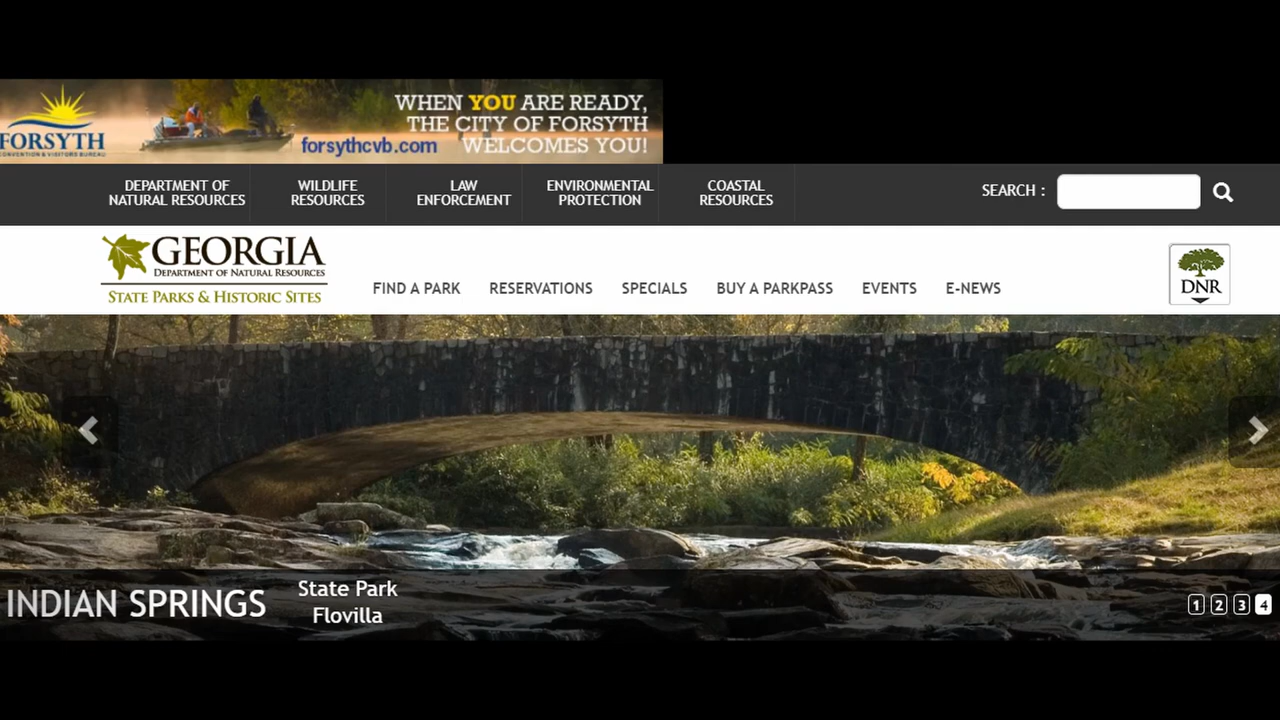 WHEN YOU ARE READY,
THE CITY OF FORSYTH
WELCOMES YOU!
forsythcvb.com
FORSYTH
CONVENTION & VISITORS BUREAU
DEPARTMENT OF
NATURAL RESOURCES
WILDLIFE
RESOURCES
LAW
ENFORCEMENT
ENVIRONMENTAL
PROTECTION
COASTAL
RESOURCES
SEARCH :
GEORGIA
DEPARTMENT OF NATURAL RESOURCES
STATE PARKS & HISTORIC SITES
FIND A PARK
RESERVATIONS
SPECIALS
BUY A PARKPASS
EVENTS
E-NEWS
DNR
INDIAN SPRINGS
State Park
Flovilla
1 2 3 4